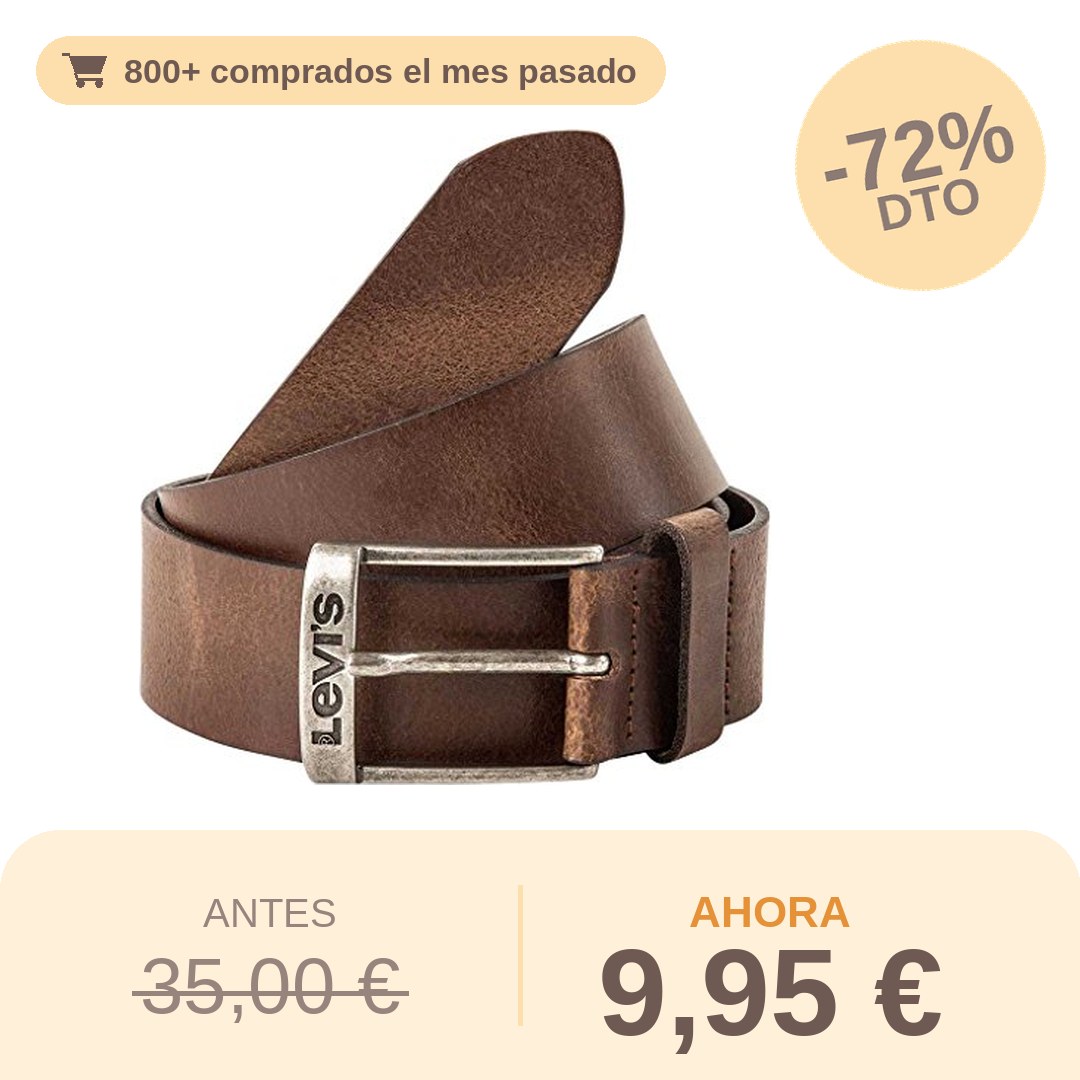 800+ comprados el mes pasado
-72%
DTO
Levi's®
ANTES
35,00 €
AHORA
9,95 €